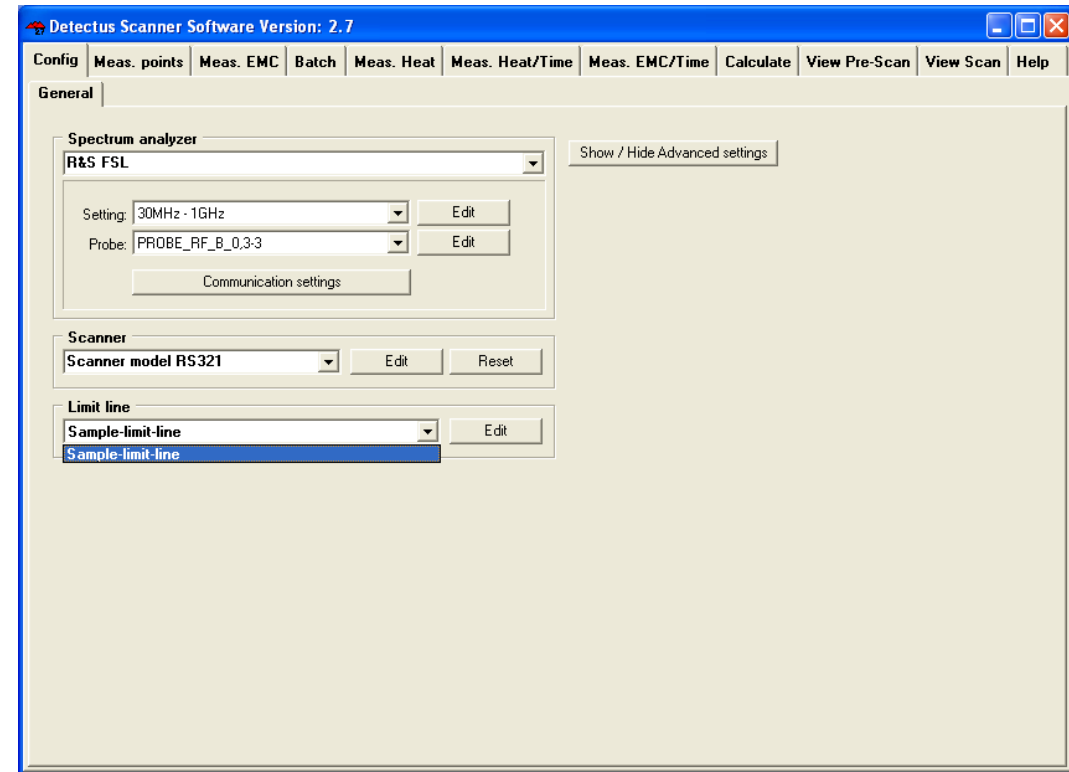 Detectus Scanner Software Version: 2.7
Config Meas. points Meas. EMC Batch Meas. Heat Meas. Heat/Time Meas. EMC/Time Calculate View Pre-Scan View Scan Help
General
Spectrum analyzer
R&S FSL
Show / Hide Advanced settings
Setting: 30MHz - 1GHz Edit
Probe: PROBE_RF_B_0,3-3 Edit
Communication settings
Scanner
Scanner model RS321 Edit Reset
Limit line
Sample-limit-line Edit
Sample-limit-line